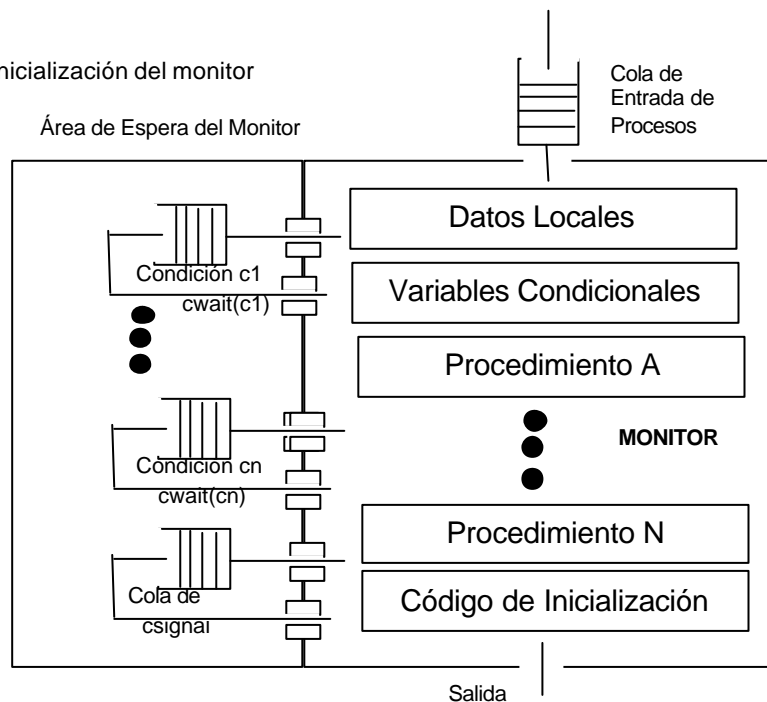 nicialización del monitor
Cola de
Entrada de
Procesos
Área de Espera del Monitor
Datos Locales
Condición c1
cwait(c1)
Variables Condicionales
Procedimiento A
MONITOR
Condición cn
cwait(cn)
Procedimiento N
Cola de
csignal
Código de Inicialización
Salida